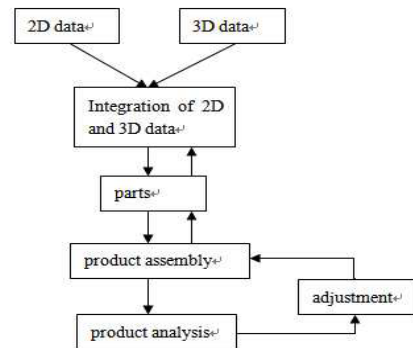 2D data↵
3D data↵
Integration of 2D
and 3D data↵
parts↵
product assembly↵
adjustment↵
product analysis↵